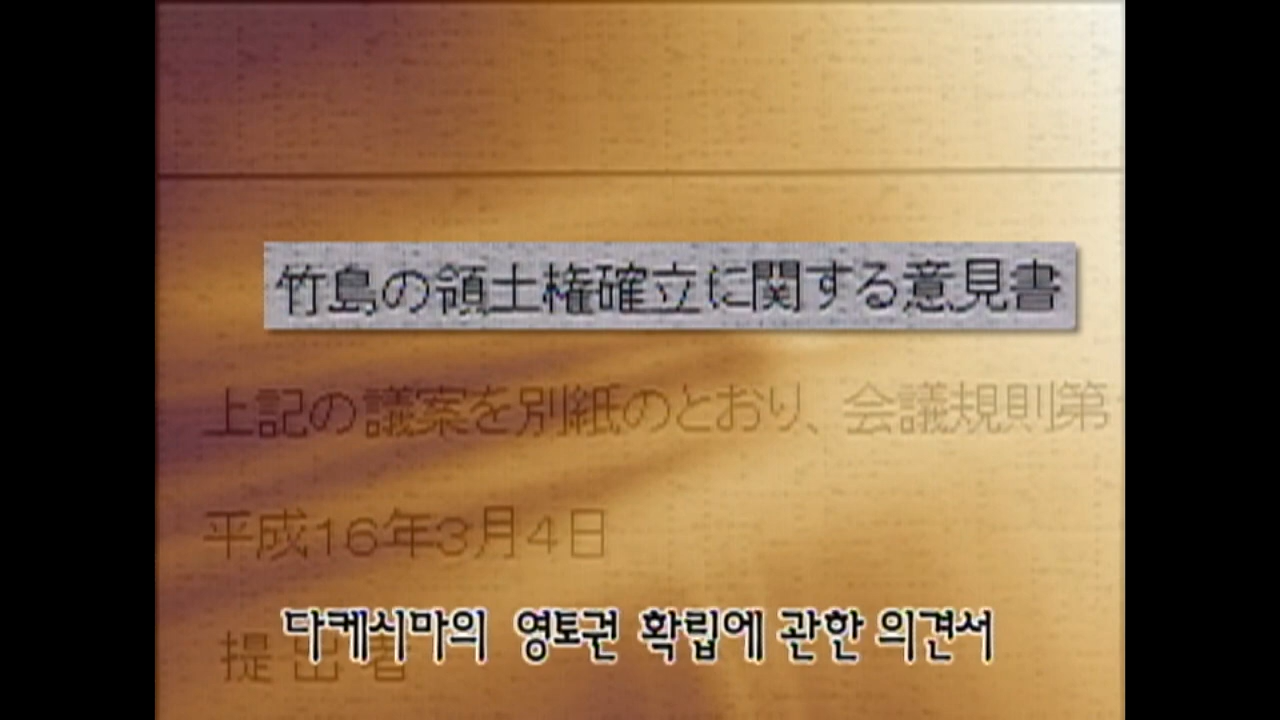 竹島の領土権確立に関する意見書
上記の議案を別紙のとおり、会議規則第
平成16年3月4日
提出者
다케시마의 영토권 확립에 관한 의견서